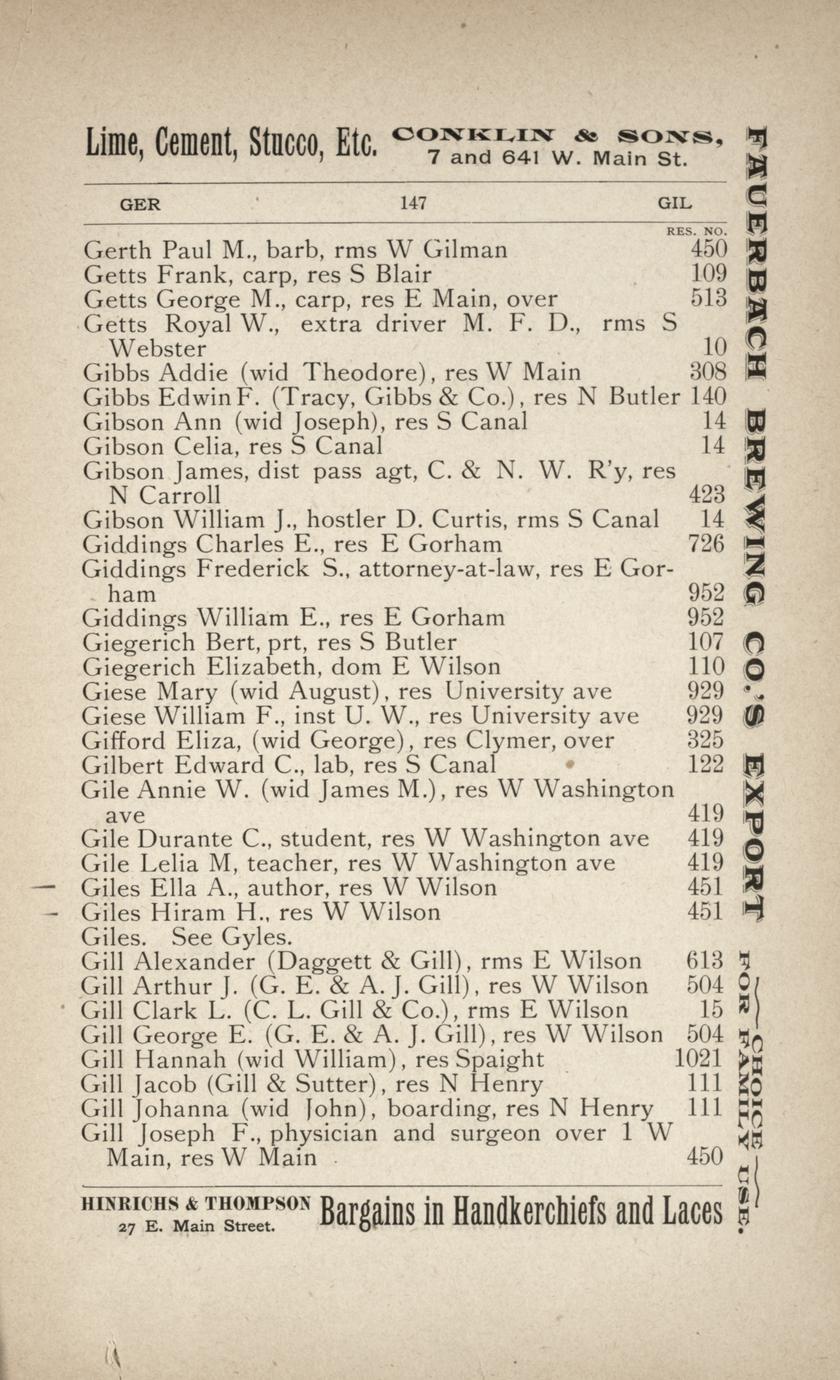 Lime, Cement, Stucco, Etc. CONKLIN & SONS,
7 and 641 W. Main St.
GER 147 GIL
RES. NO.
Gerth Paul M., barb, rms W Gilman 450
Getts Frank, carp, res S Blair 109
Getts George M., carp, res E Main, over 513
Getts Royal W., extra driver M. F. D., rms S
Webster 10
Gibbs Addie (wid Theodore), res W Main 308
Gibbs Edwin F. (Tracy, Gibbs & Co.), res N Butler 140
Gibson Ann (wid Joseph), res S Canal 14
Gibson Celia, res S Canal 14
Gibson James, dist pass agt, C. & N. W. R'y, res
N Carroll 423
Gibson William J., hostler D. Curtis, rms S Canal 14
Giddings Charles E., res E Gorham 726
Giddings Frederick S., attorney-at-law, res E Gor-
ham 952
Giddings William E., res E Gorham 952
Giegerich Bert, prt, res S Butler 107
Giegerich Elizabeth, dom E Wilson 110
Giese Mary (wid August), res University ave 929
Giese William F., inst U. W., res University ave 929
Gifford Eliza, (wid George), res Clymer, over 325
Gilbert Edward C., lab, res S Canal 122
Gile Annie W. (wid James M.), res W Washington
ave 419
Gile Durante C., student, res W Washington ave 419
Gile Lelia M, teacher, res W Washington ave 419
Giles Ella A., author, res W Wilson 451
Giles Hiram H., res W Wilson 451
Giles. See Gyles.
Gill Alexander (Daggett & Gill), rms E Wilson 613
Gill Arthur J. (G. E. & A. J. Gill), res W Wilson 504
Gill Clark L. (C. L. Gill & Co.), rms E Wilson 15
Gill George E. (G. E. & A. J. Gill), res W Wilson 504
Gill Hannah (wid William), res Spaight 1021
Gill Jacob (Gill & Sutter), res N Henry 111
Gill Johanna (wid John), boarding, res N Henry 111
Gill Joseph F., physician and surgeon over 1 W
Main, res W Main 450
HINRICHS & THOMPSON Bargains in Handkerchiefs and Laces
27 E. Main Street.
FAUERBACH BREWING CO.'S EXPORT
CHOICE
FOR FAMILY USE.